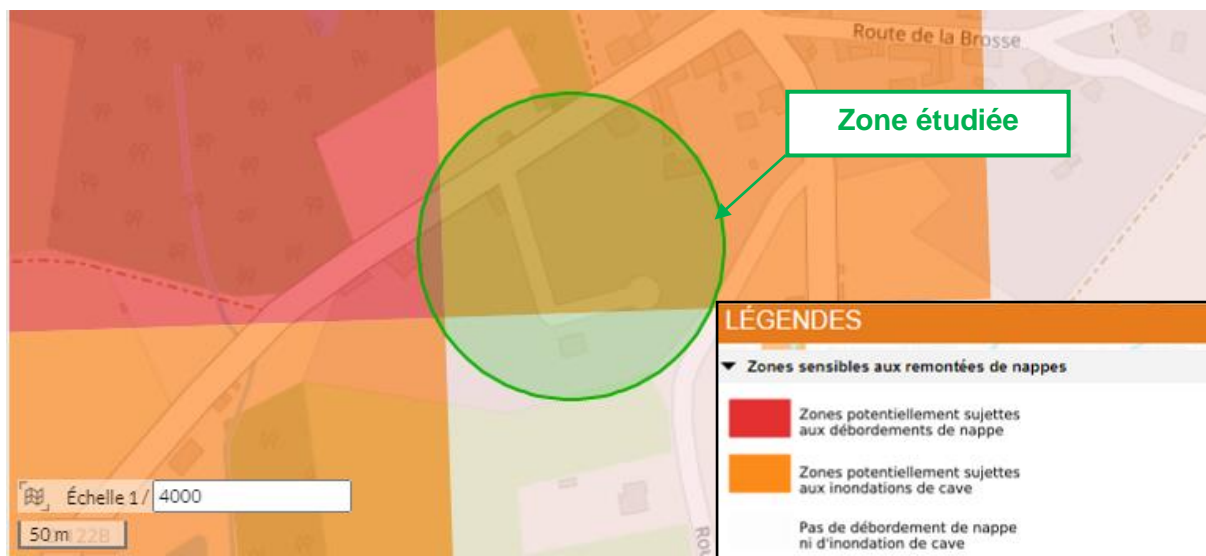 Route de la Brosse
Zone étudiée
LÉGENDES
Zones sensibles aux remontées de nappes
Zones potentiellement sujettes
aux débordements de nappe
Zones potentiellement sujettes
aux inondations de cave
Pas de débordement de nappe
ni d'inondation de cave
Échelle 1 / 4000
50 m
Rou